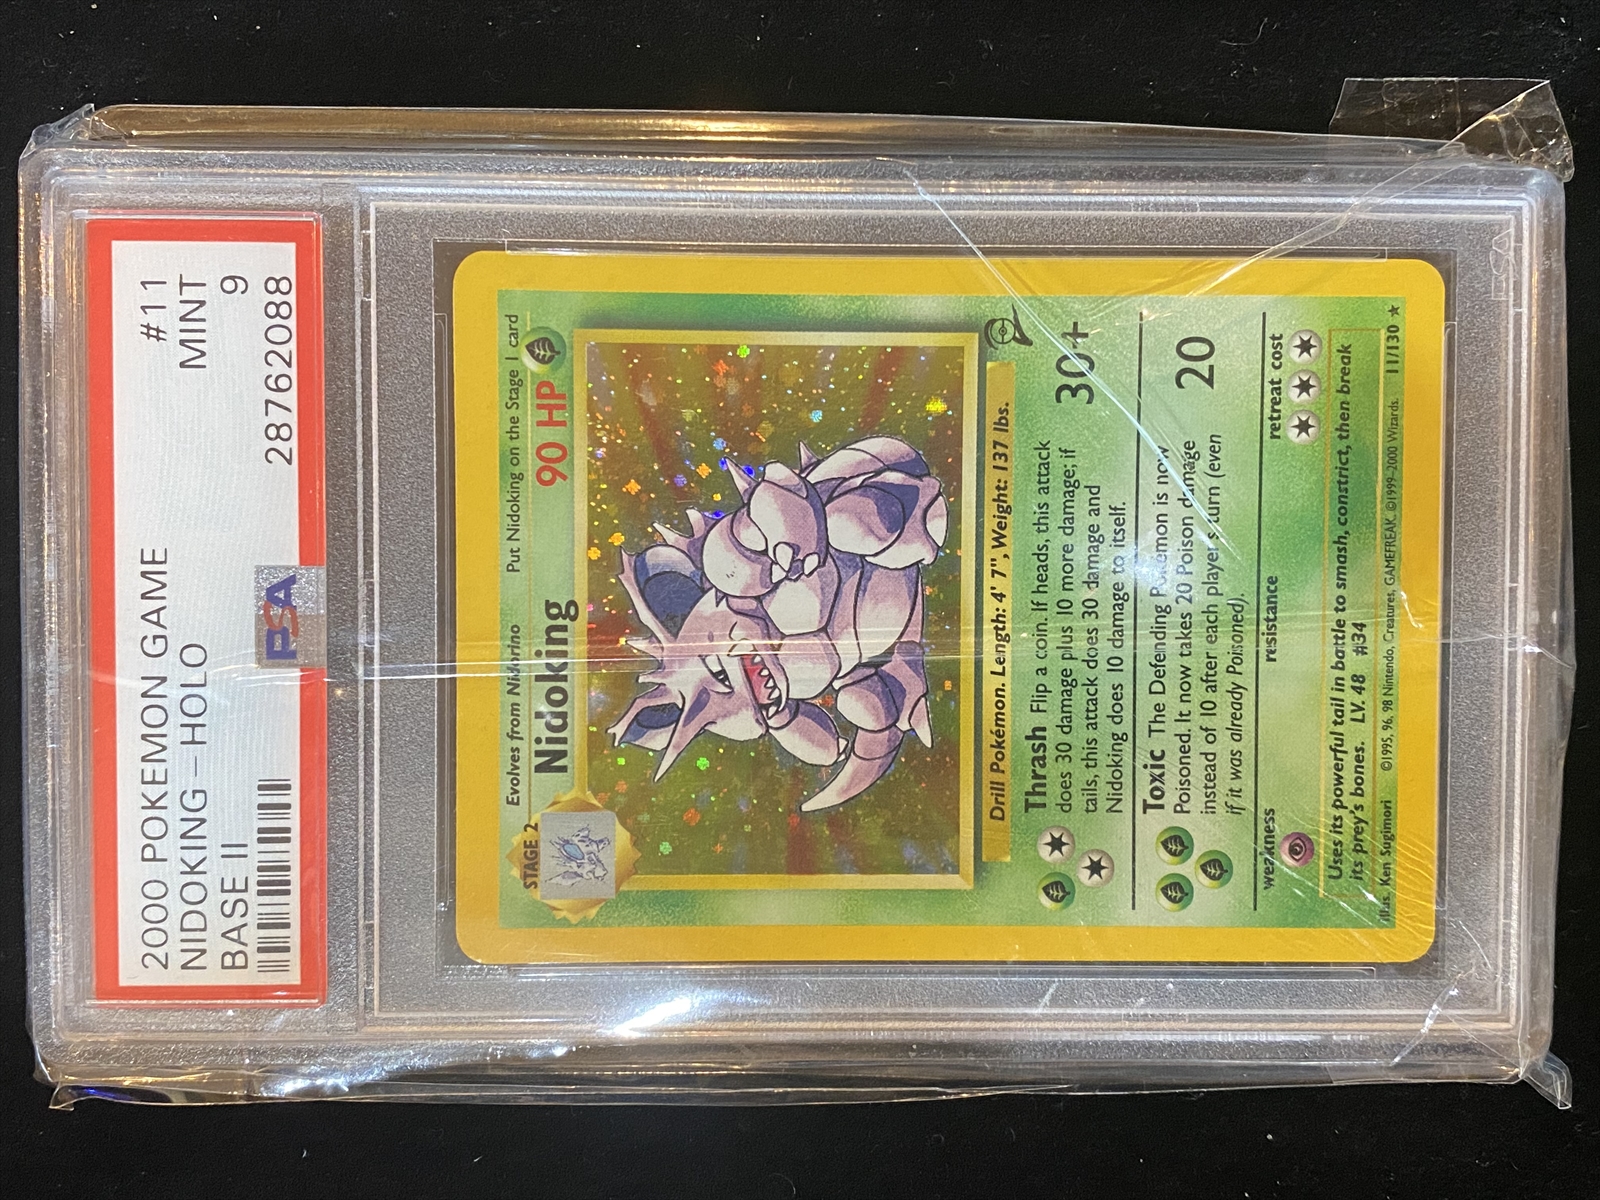 2000 POKEMON GAME #11
NIDOKING-HOLO MINT
BASE II 9
28762088
PSA
STAGE 2 Evolves from Nidorino Put Nidoking on the Stage 1 card
Nidoking 90 HP
Drill Pokémon. Length: 4' 7", Weight: 137 lbs.
Thrash Flip a coin. If heads, this attack
does 30 damage plus 10 more damage; if
tails, this attack does 30 damage and
Nidoking does 10 damage to itself.
30+
Toxic The Defending Pokémon is now
Poisoned. It now takes 20 Poison damage
instead of 10 after each player's turn (even
if it was already Poisoned).
20
weakness resistance retreat cost
Uses its powerful tail in battle to smash, constrict, then break
its prey's bones. LV. 48 #34
Illus. Ken Sugimori ©1995, 96, 98 Nintendo, Creatures, GAMEFREAK. ©1999-2000 Wizards. 11/130 ★
PSA